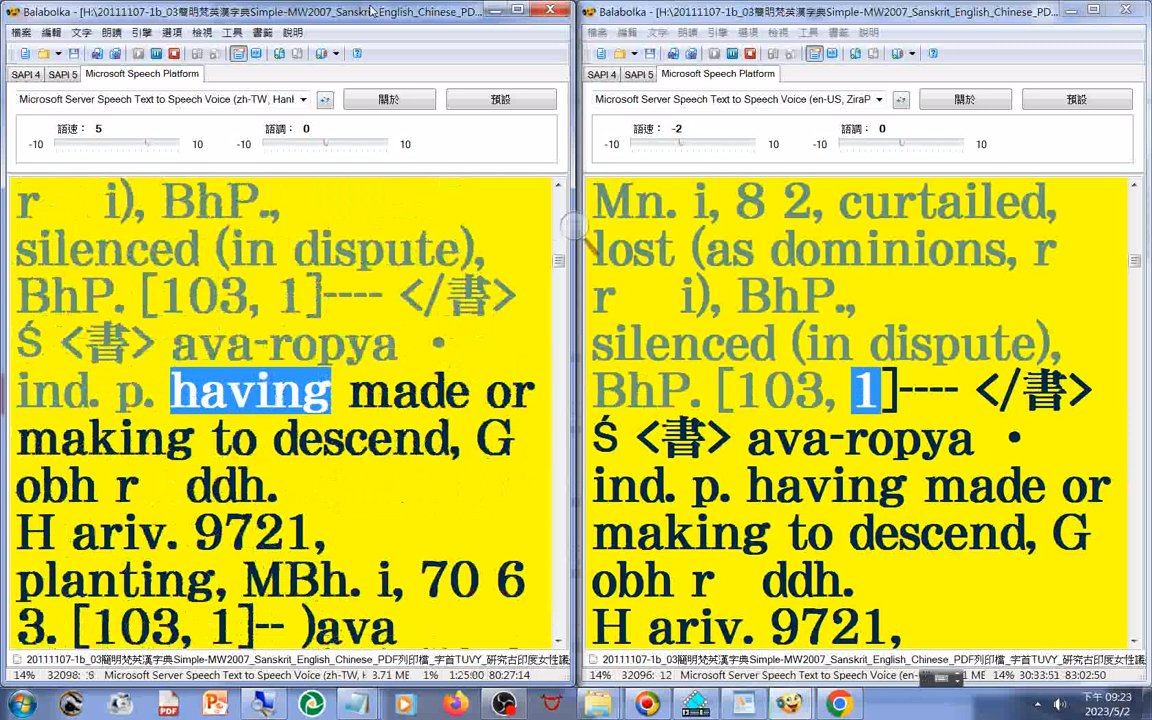 Balabolka - [H:\20111107-1b_03簡明梵英漢字典Simple-MW2007_Sanskrit_English_Chinese_PD...
檔案 編輯 文字 朗讀 引擎 選項 檢視 工具 書籤 說明
SAPI 4 SAPI 5 Microsoft Speech Platform
Microsoft Server Speech Text to Speech Voice (zh-TW, Hanl
關於 預設
語速： 5 語調： 0
-10 10 -10 10
r i), BhP.,
silenced (in dispute),
BhP. [103, 1]---- </書>
Ś <書> ava-ropya •
ind. p. having made or
making to descend, G
obh r ddh.
H ariv. 9721,
planting, MBh. i, 70 6
3. [103, 1]-- )ava
20111107-1b_03簡明梵英漢字典Simple-MW2007_Sanskrit_English_Chinese_PDF列印檔_字首TUVY_研究古印度女性議
14% Microsoft Server Speech Text to Speech Voice (zh-TW, H 3.71 MB 1% 1:25:00 80:27:14
Balabolka - [H:\20111107-1b_03簡明梵英漢字典Simple-MW2007_Sanskrit_English_Chinese_PD...
檔案 編輯 文字 朗讀 引擎 選項 檢視 工具 書籤 說明
SAPI 4 SAPI 5 Microsoft Speech Platform
Microsoft Server Speech Text to Speech Voice (en-US, ZiraP
關於 預設
語速： -2 語調： 0
-10 10 -10 10
Mn. i, 8 2, curtailed,
lost (as dominions, r
r i), BhP.,
silenced (in dispute),
BhP. [103, 1]---- </書>
Ś <書> ava-ropya •
ind. p. having made or
making to descend, G
obh r ddh.
H ariv. 9721,
20111107-1b_03簡明梵英漢字典Simple-MW2007_Sanskrit_English_Chinese_PDF列印檔_字首TUVY_研究古印度女性議
14% 32096: 12 Microsoft Server Speech Text to Speech 14% 30:33:51 83:02:50
下午 09:23
2023/5/2